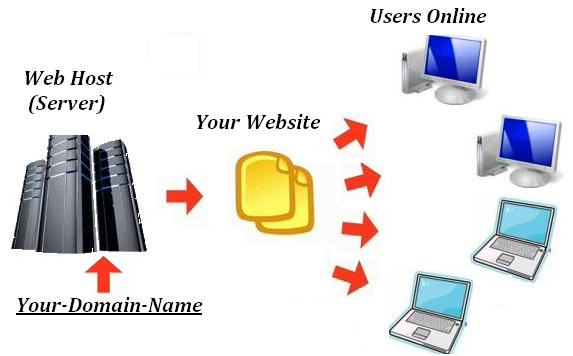 Users Online
Web Host
(Server)
Your Website
Your-Domain-Name